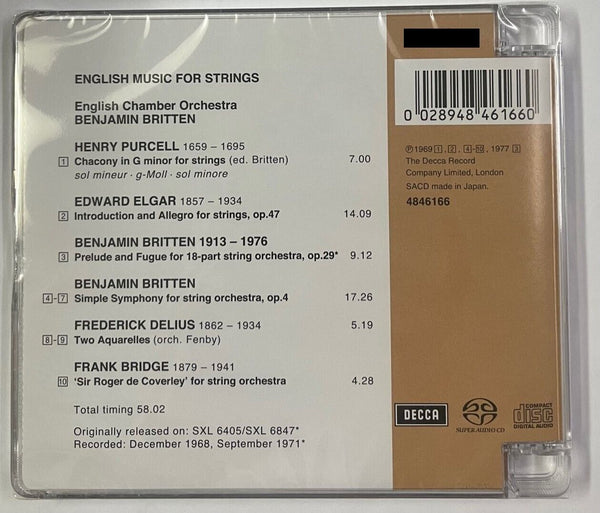 ENGLISH MUSIC FOR STRINGS
English Chamber Orchestra
BENJAMIN BRITTEN
HENRY PURCELL 1659 – 1695
1 Chacony in G minor for strings (ed. Britten) 7.00
sol mineur · g-Moll · sol minore
EDWARD ELGAR 1857 – 1934
2 Introduction and Allegro for strings, op.47 14.09
BENJAMIN BRITTEN 1913 – 1976
3 Prelude and Fugue for 18-part string orchestra, op.29* 9.12
BENJAMIN BRITTEN
4-7 Simple Symphony for string orchestra, op.4 17.26
FREDERICK DELIUS 1862 – 1934 5.19
8-9 Two Aquarelles (orch. Fenby)
FRANK BRIDGE 1879 – 1941
10 ‘Sir Roger de Coverley’ for string orchestra 4.28
Total timing 58.02
Originally released on: SXL 6405/SXL 6847*
Recorded: December 1968, September 1971*
0 028948 461660
℗ 1969 1, 2, 4-10, 1977 3
The Decca Record
Company Limited, London
SACD made in Japan.
4846166
DECCA
SUPER AUDIO CD
COMPACT
disc
DIGITAL AUDIO